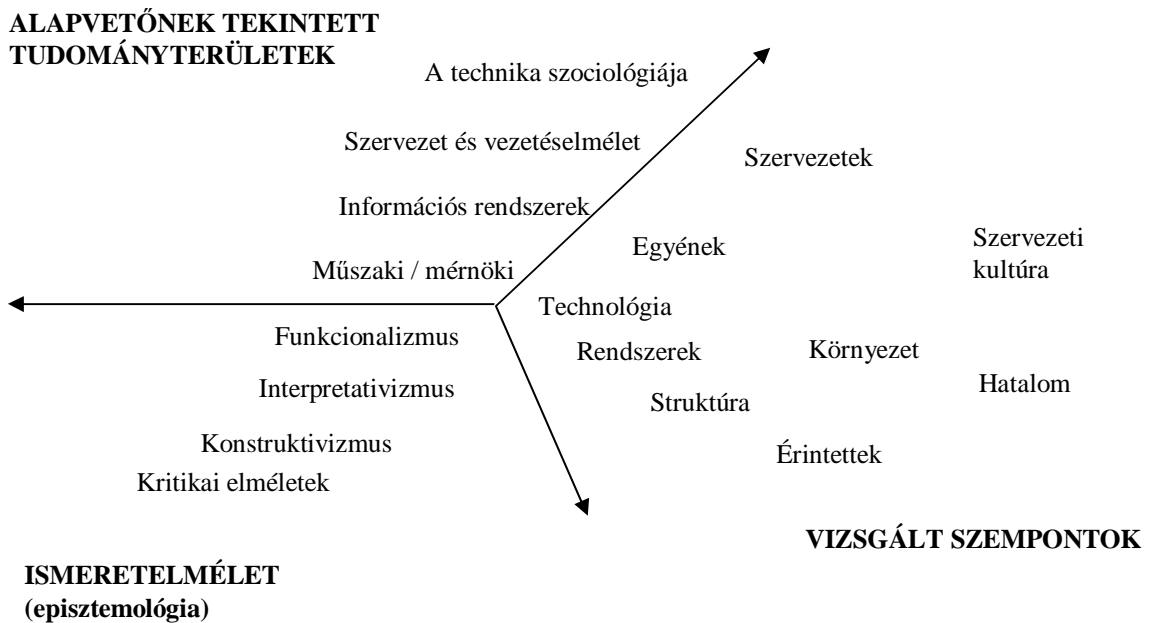 ALAPVETŐNEK TEKINTETT
TUDOMÁNYTERÜLETEK
A technika szociológiája
Szervezet és vezetéselmélet
Szervezetek
Információs rendszerek
Egyének
Szervezeti
kultúra
Műszaki / mérnöki
Technológia
Funkcionalizmus
Rendszerek
Környezet
Interpretativizmus
Hatalom
Struktúra
Konstruktivizmus
Érintettek
Kritikai elméletek
VIZSGÁLT SZEMPONTOK
ISMERETELMÉLET
(episztemológia)